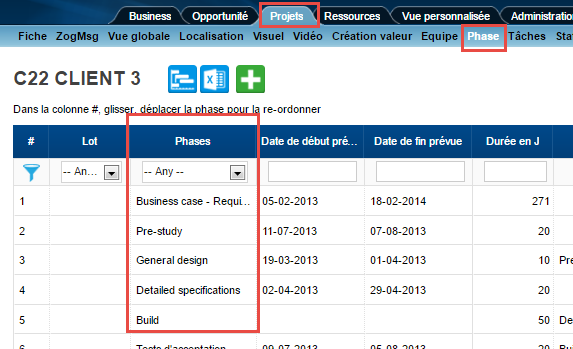 Business Opportunité Projets Ressources Vue personnalisée Administratio
Fiche ZogMsg Vue globale Localisation Visuel Vidéo Création valeur Equipe Phase Tâches Sta
C22 CLIENT 3
Dans la colonne #, glisser, déplacer la phase pour la re-ordonner
# Lot Phases Date de début pré... Date de fin prévue Durée en J
-- An... -- Any --
1 Business case - Requi... 05-02-2013 18-02-2014 271
2 Pre-study 11-07-2013 07-08-2013 20
3 General design 19-03-2013 01-04-2013 10 Pre
4 Detailed specifications 02-04-2013 29-04-2013 20
5 Build 50 De
6 Tests d'acceptation 09-07-2013 05-08-2013 20